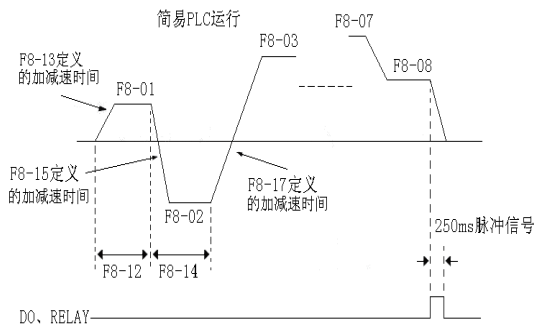 简易PLC运行
F8-07
F8-03
F8-13定义
的加减速时间
F8-01
F8-08
F8-15定义
的加减速时间
F8-17定义
的加减速时间
F8-02
250ms脉冲信号
F8-12
F8-14
DO、RELAY